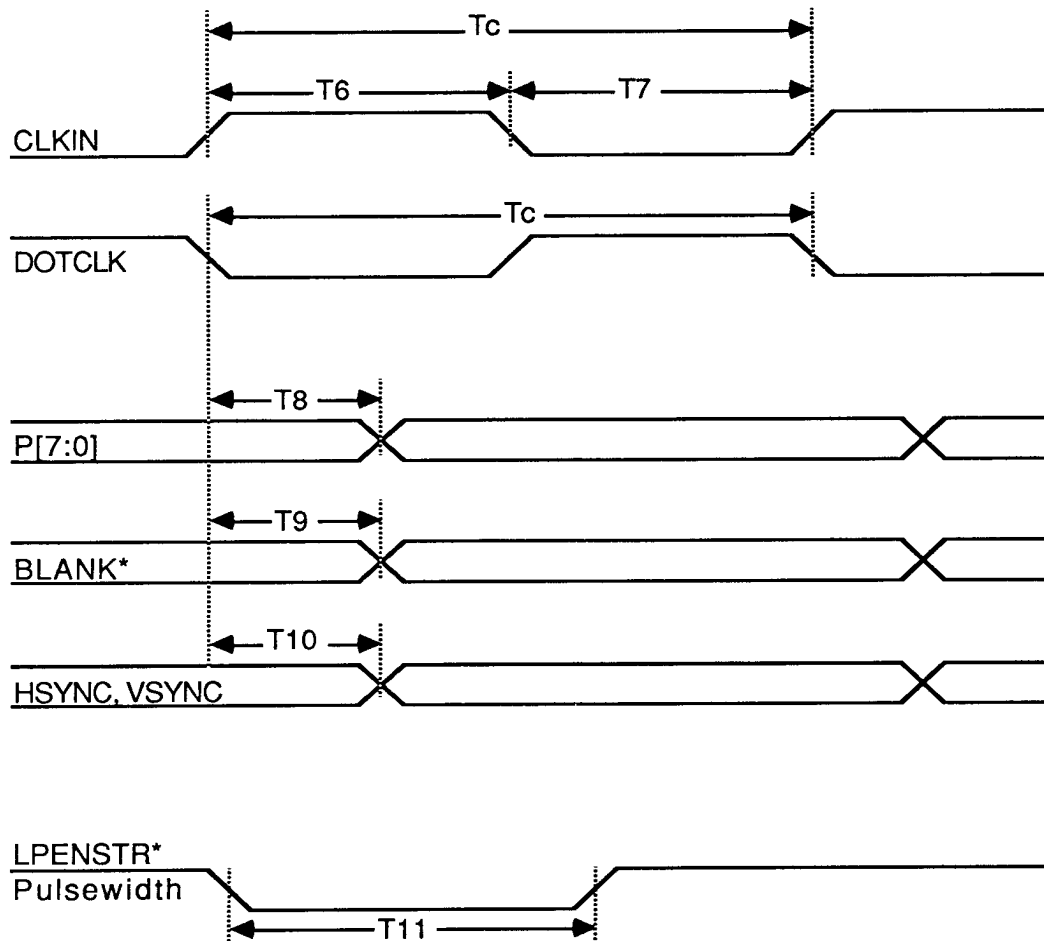 Tc
T6
T7
CLKIN
Tc
DOTCLK
T8
P[7:0]
T9
BLANK*
T10
HSYNC, VSYNC
LPENSTR*
Pulsewidth
T11